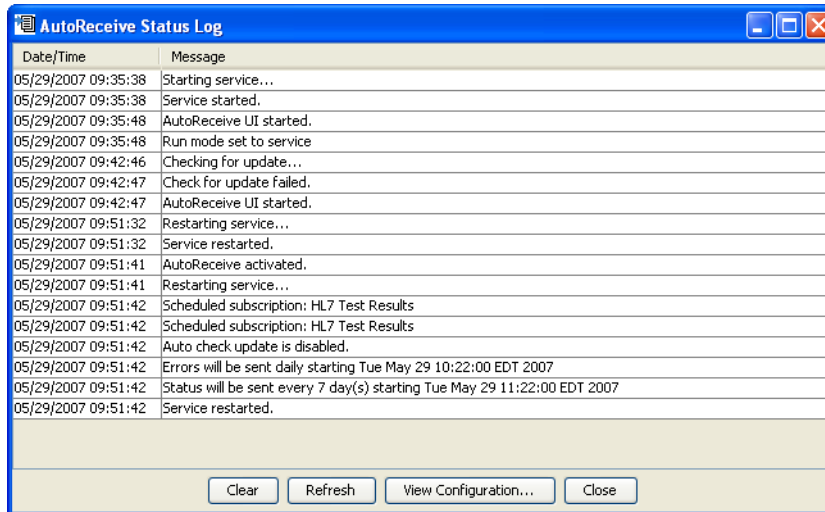 AutoReceive Status Log
Date/Time Message
05/29/2007 09:35:38 Starting service...
05/29/2007 09:35:38 Service started.
05/29/2007 09:35:48 AutoReceive UI started.
05/29/2007 09:35:48 Run mode set to service
05/29/2007 09:42:46 Checking for update...
05/29/2007 09:42:47 Check for update failed.
05/29/2007 09:42:47 AutoReceive UI started.
05/29/2007 09:51:32 Restarting service...
05/29/2007 09:51:32 Service restarted.
05/29/2007 09:51:41 AutoReceive activated.
05/29/2007 09:51:41 Restarting service...
05/29/2007 09:51:42 Scheduled subscription: HL7 Test Results
05/29/2007 09:51:42 Scheduled subscription: HL7 Test Results
05/29/2007 09:51:42 Auto check update is disabled.
05/29/2007 09:51:42 Errors will be sent daily starting Tue May 29 10:22:00 EDT 2007
05/29/2007 09:51:42 Status will be sent every 7 day(s) starting Tue May 29 11:22:00 EDT 2007
05/29/2007 09:51:42 Service restarted.
Clear Refresh View Configuration... Close